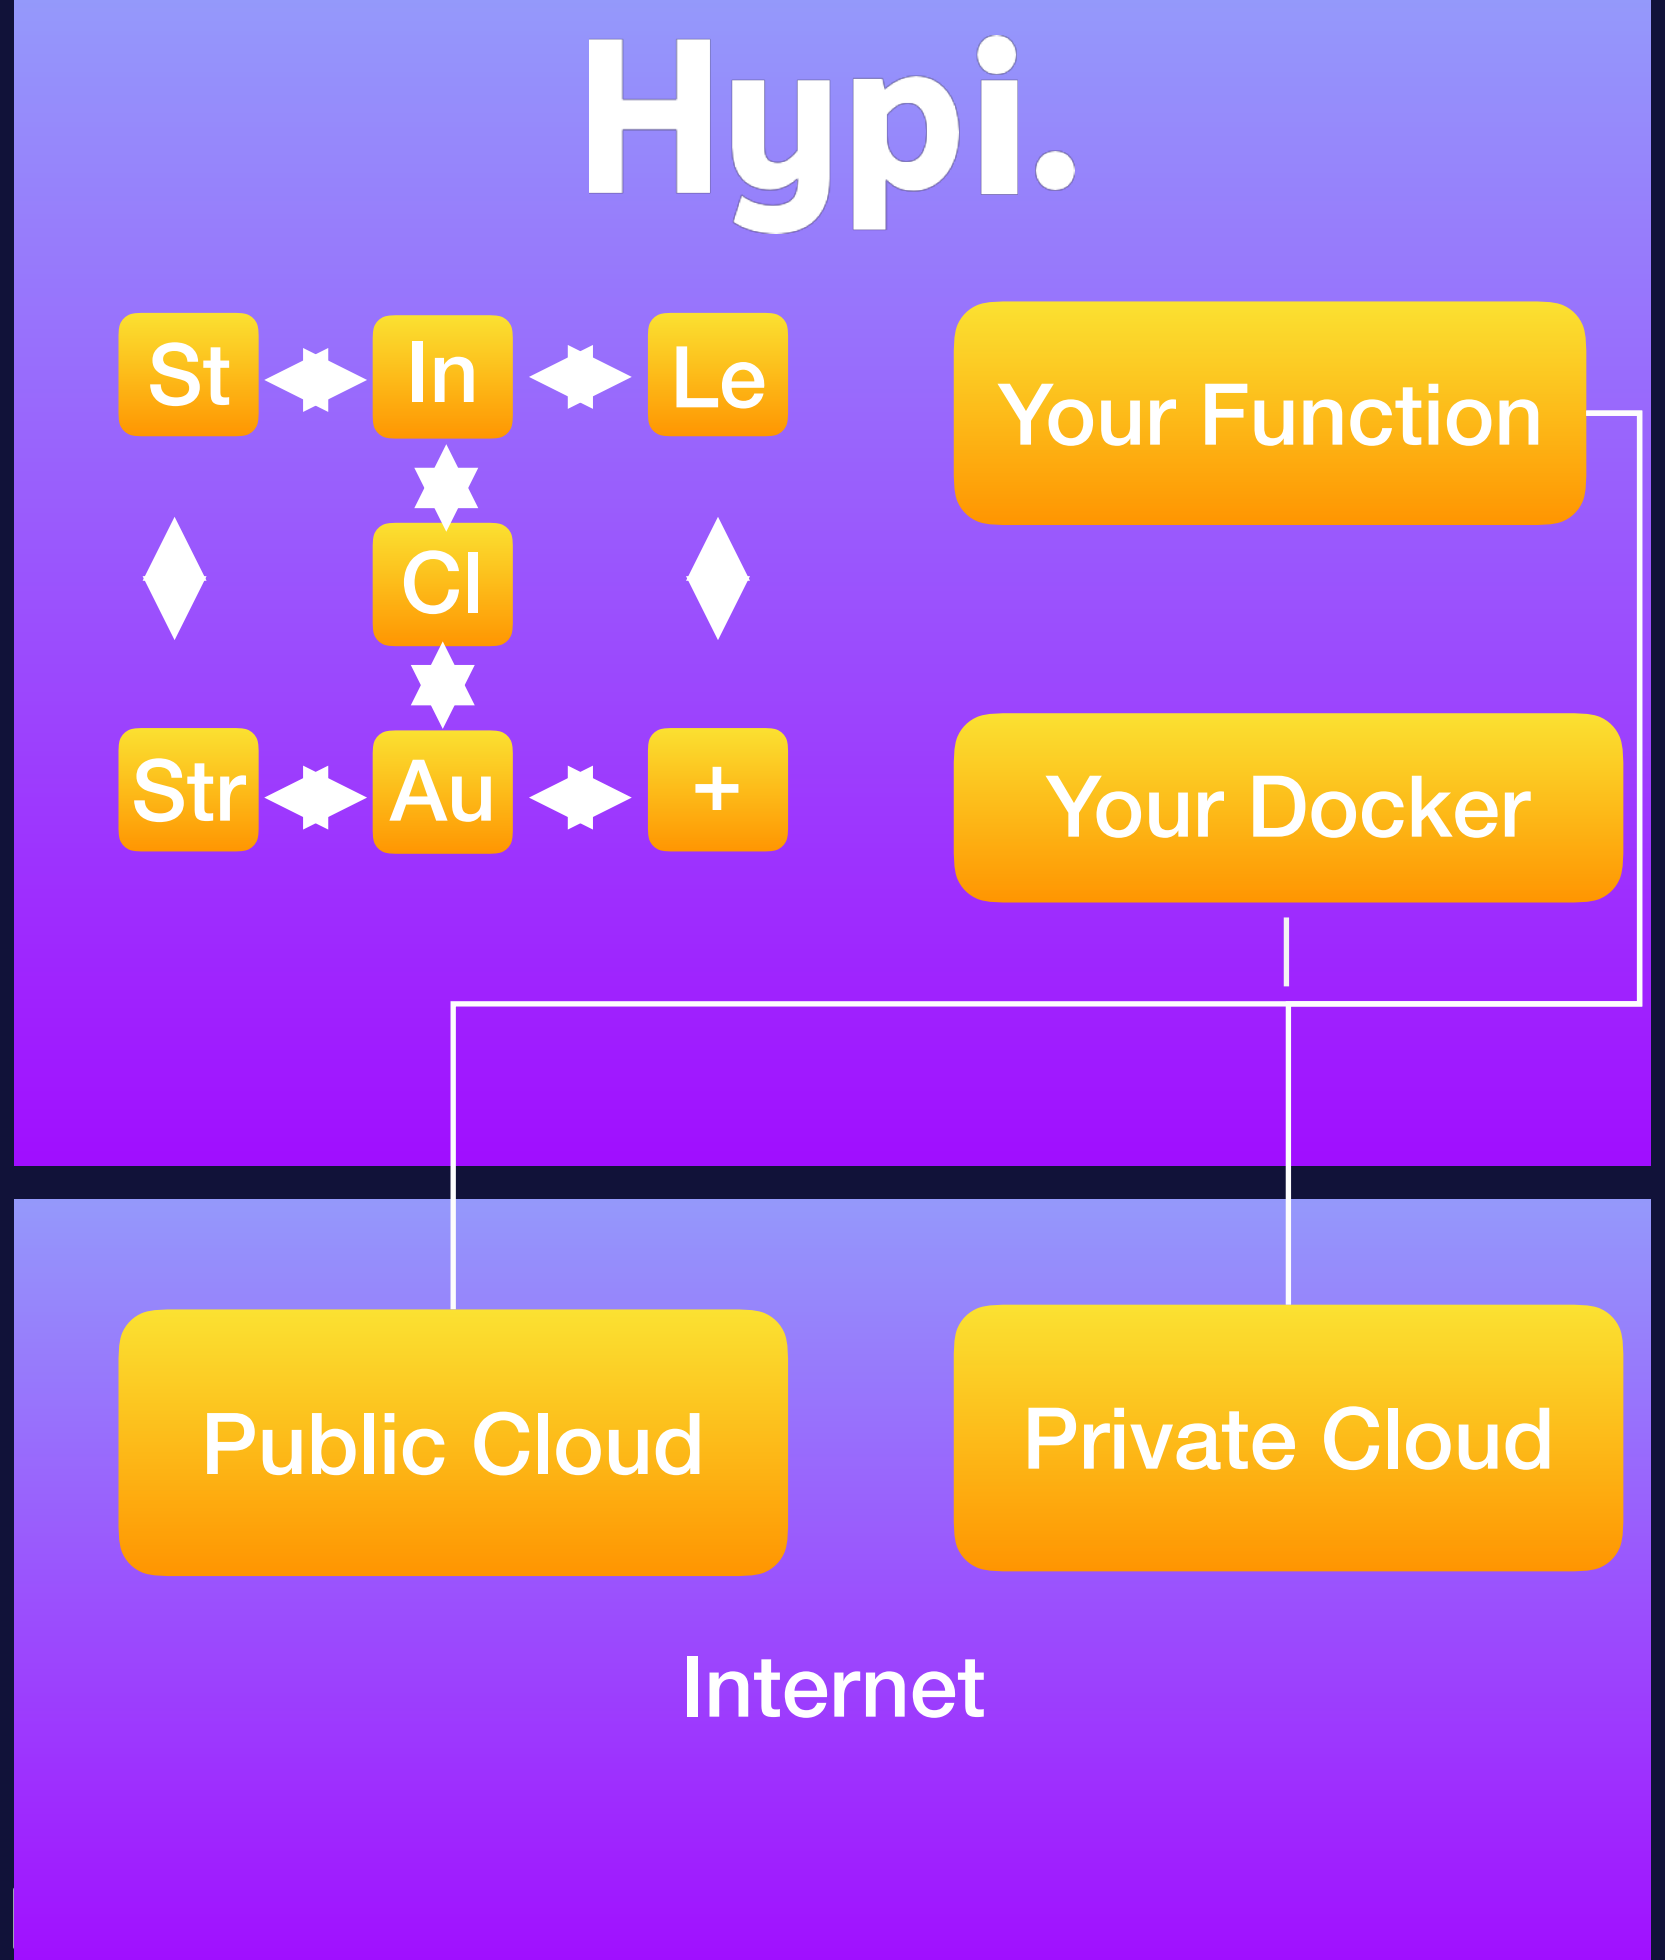 Hypi.
St
In
Le
Cl
Str
Au
+
Your Function
Your Docker
Public Cloud
Private Cloud
Internet